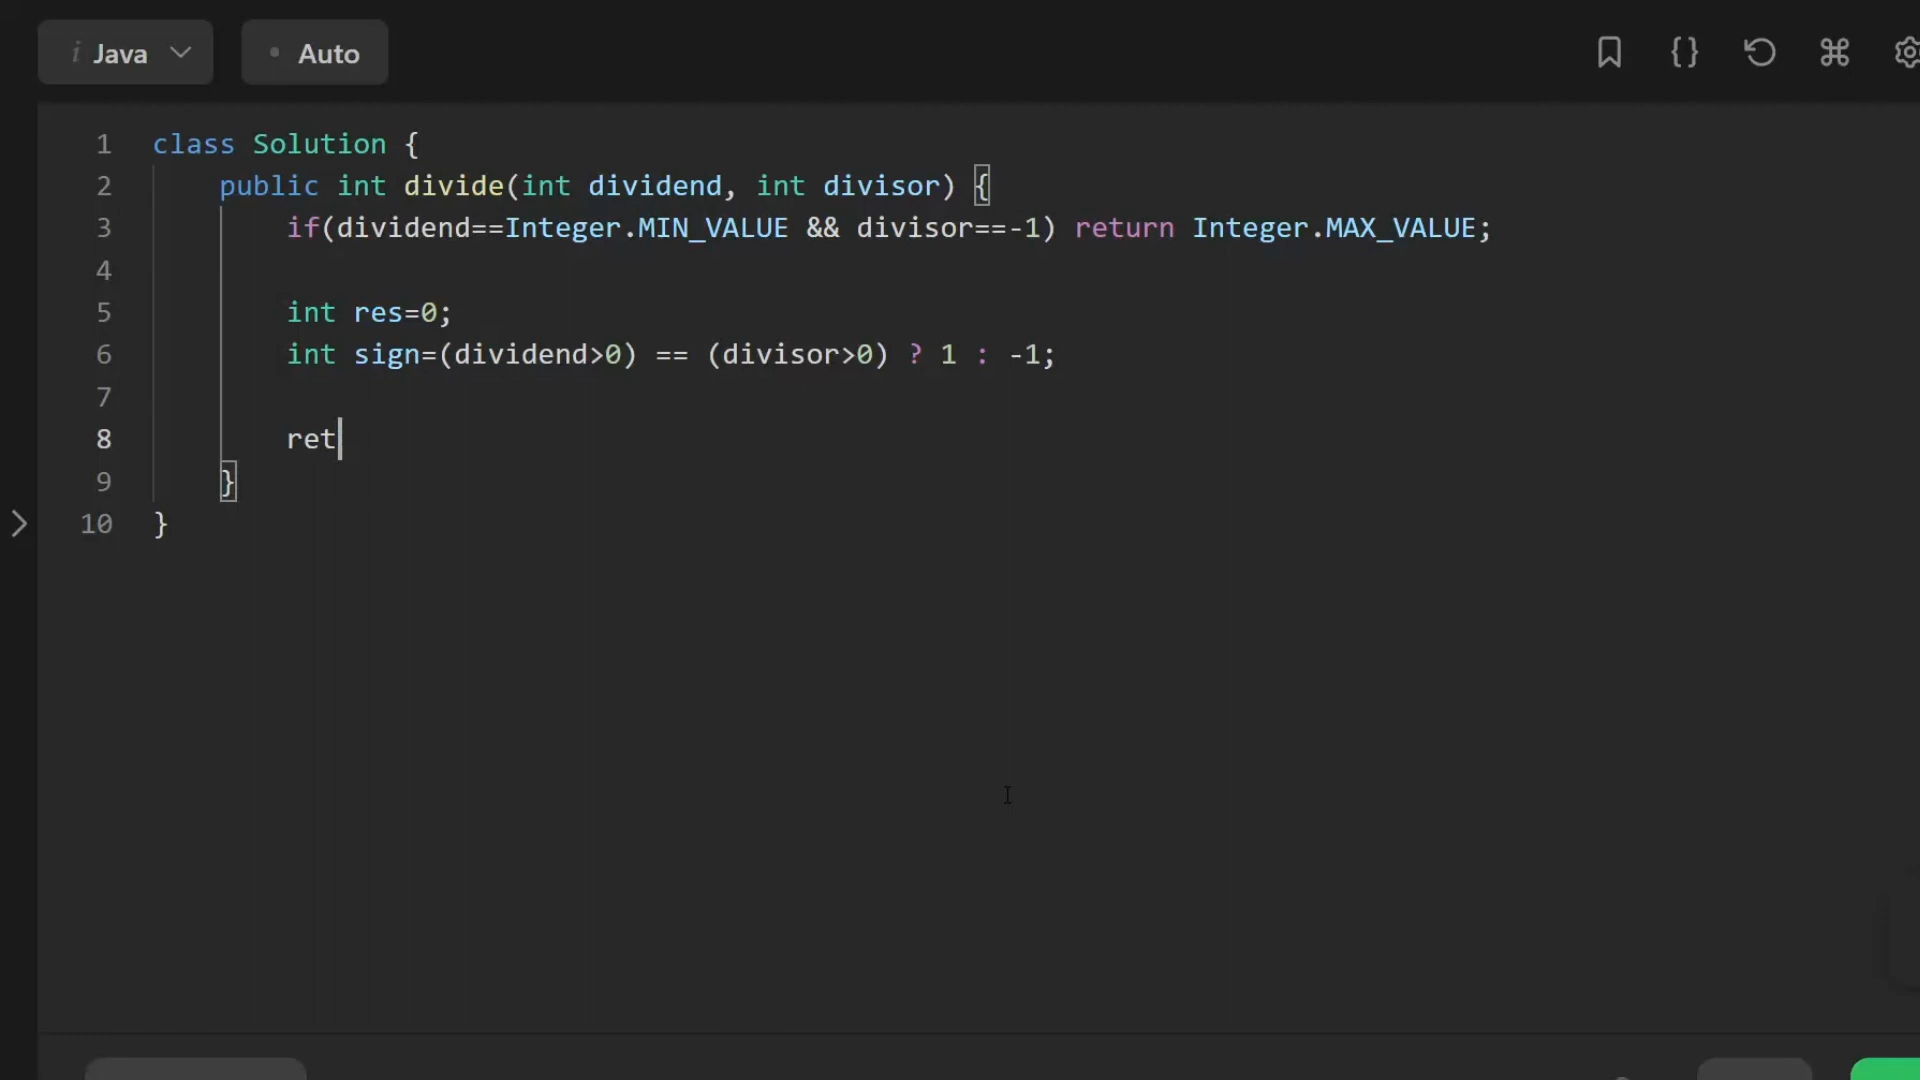 i Java
Auto
{}
1 class Solution {
2 public int divide(int dividend, int divisor) {
3 if(dividend==Integer.MIN_VALUE && divisor==-1) return Integer.MAX_VALUE;
4
5 int res=0;
6 int sign=(dividend>0) == (divisor>0) ? 1 : -1;
7
8 ret
9 }
10 }